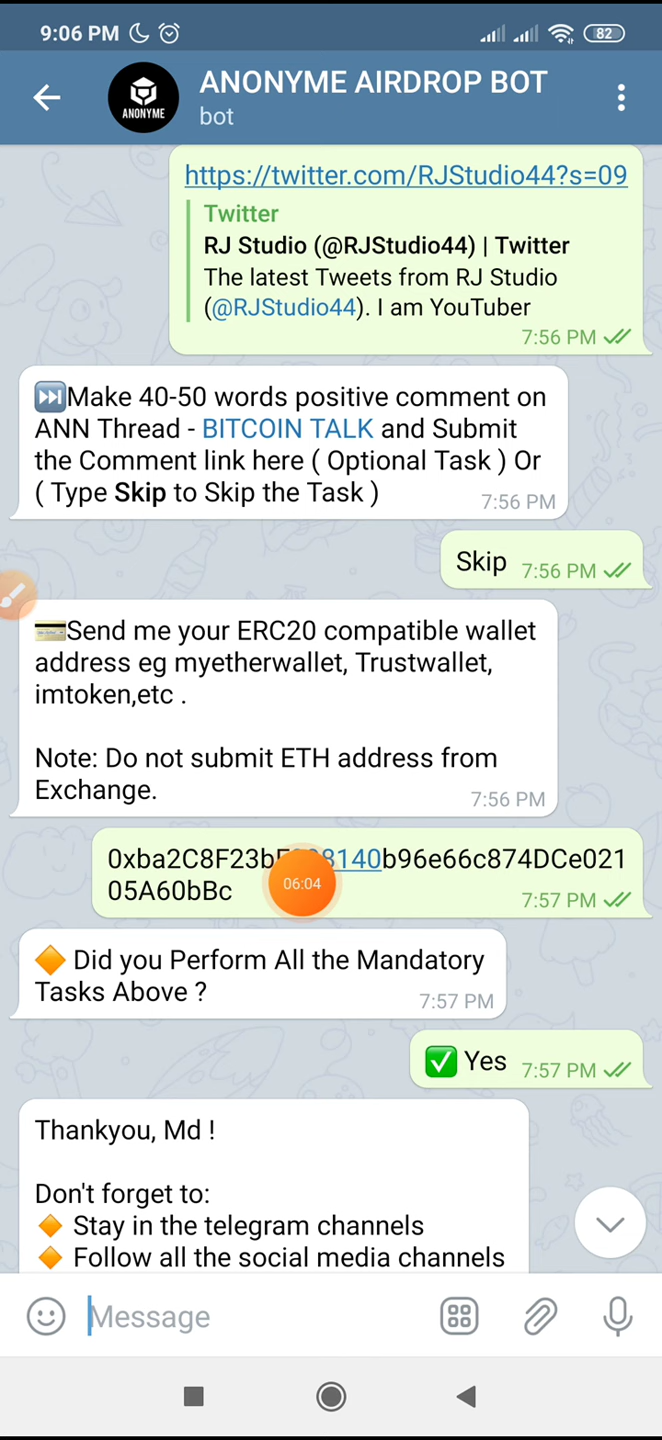 9:06 PM
82
ANONYME
ANONYME AIRDROP BOT
bot
https://twitter.com/RJStudio44?s=09
Twitter
RJ Studio (@RJStudio44) | Twitter
The latest Tweets from RJ Studio
(@RJStudio44). I am YouTuber
7:56 PM
Make 40-50 words positive comment on
ANN Thread - BITCOIN TALK and Submit
the Comment link here ( Optional Task ) Or
( Type Skip to Skip the Task )
7:56 PM
Skip 7:56 PM
Send me your ERC20 compatible wallet
address eg myetherwallet, Trustwallet,
imtoken,etc .
Note: Do not submit ETH address from
Exchange.
7:56 PM
06:04
05A60bBc
7:57 PM
Did you Perform All the Mandatory
Tasks Above ?
7:57 PM
Yes 7:57 PM
Thankyou, Md !
Don't forget to:
Stay in the telegram channels
Follow all the social media channels
Message